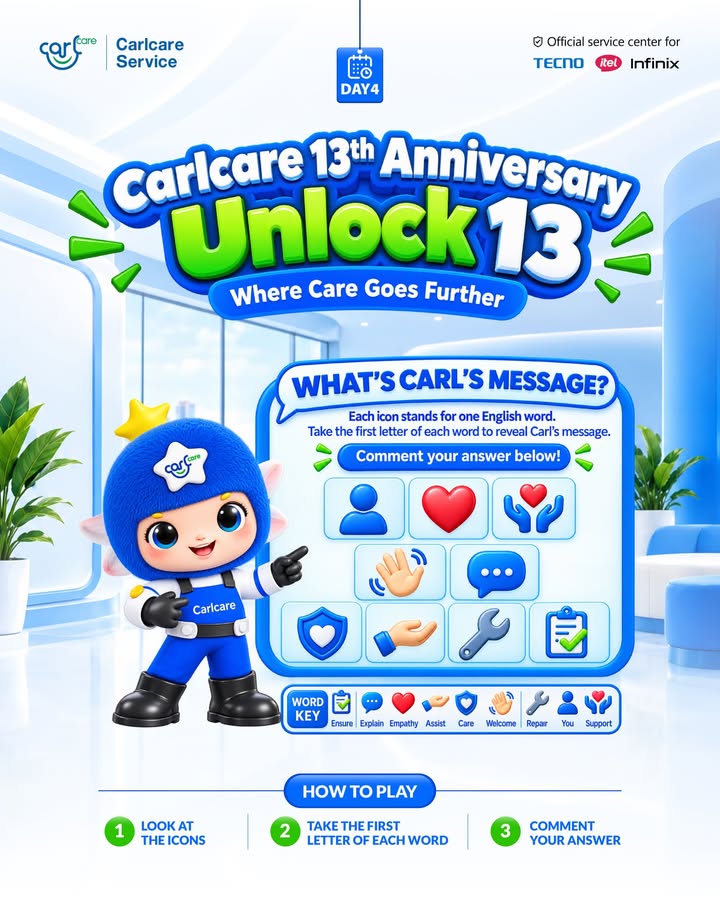 carl care
Carlcare
Service
Official service center for
TECNO itel Infinix
DAY4
Carlcare 13th Anniversary
Unlock 13
Where Care Goes Further
WHAT'S CARL'S MESSAGE?
Each icon stands for one English word.
Take the first letter of each word to reveal Carl's message.
Comment your answer below!
carl care
Carlcare
WORD
KEY
Ensure Explain Empathy Assist Care Welcome Repair You Support
HOW TO PLAY
1 LOOK AT
THE ICONS
2 TAKE THE FIRST
LETTER OF EACH WORD
3 COMMENT
YOUR ANSWER